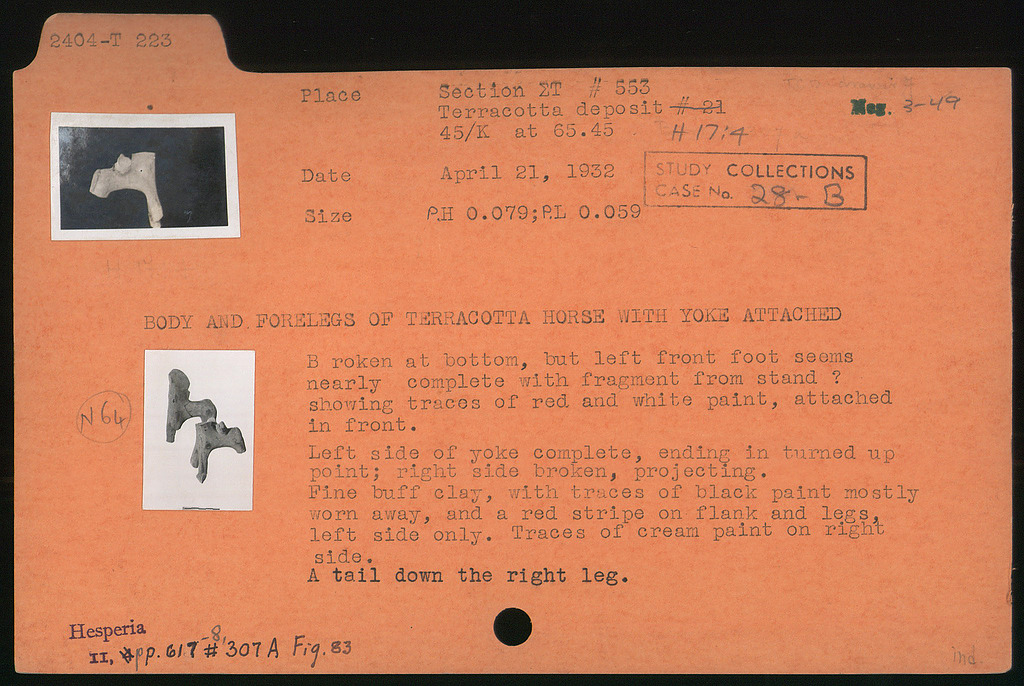 2404-T 223
Place Section ΣT # 553
Terracotta deposit # 21
45/K at 65.45 H 17:4
Neg. 3-49
Date April 21, 1932
STUDY COLLECTIONS
CASE No. 28-B
Size P.H 0.079; P.L 0.059
BODY AND FORELEGS OF TERRACOTTA HORSE WITH YOKE ATTACHED
B roken at bottom, but left front foot seems
nearly complete with fragment from stand ?
showing traces of red and white paint, attached
in front.
N64
Left side of yoke complete, ending in turned up
point; right side broken, projecting.
Fine buff clay, with traces of black paint mostly
worn away, and a red stripe on flank and legs,
left side only. Traces of cream paint on right
side.
A tail down the right leg.
Hesperia
II, pp. 617-8, # 307A Fig. 83